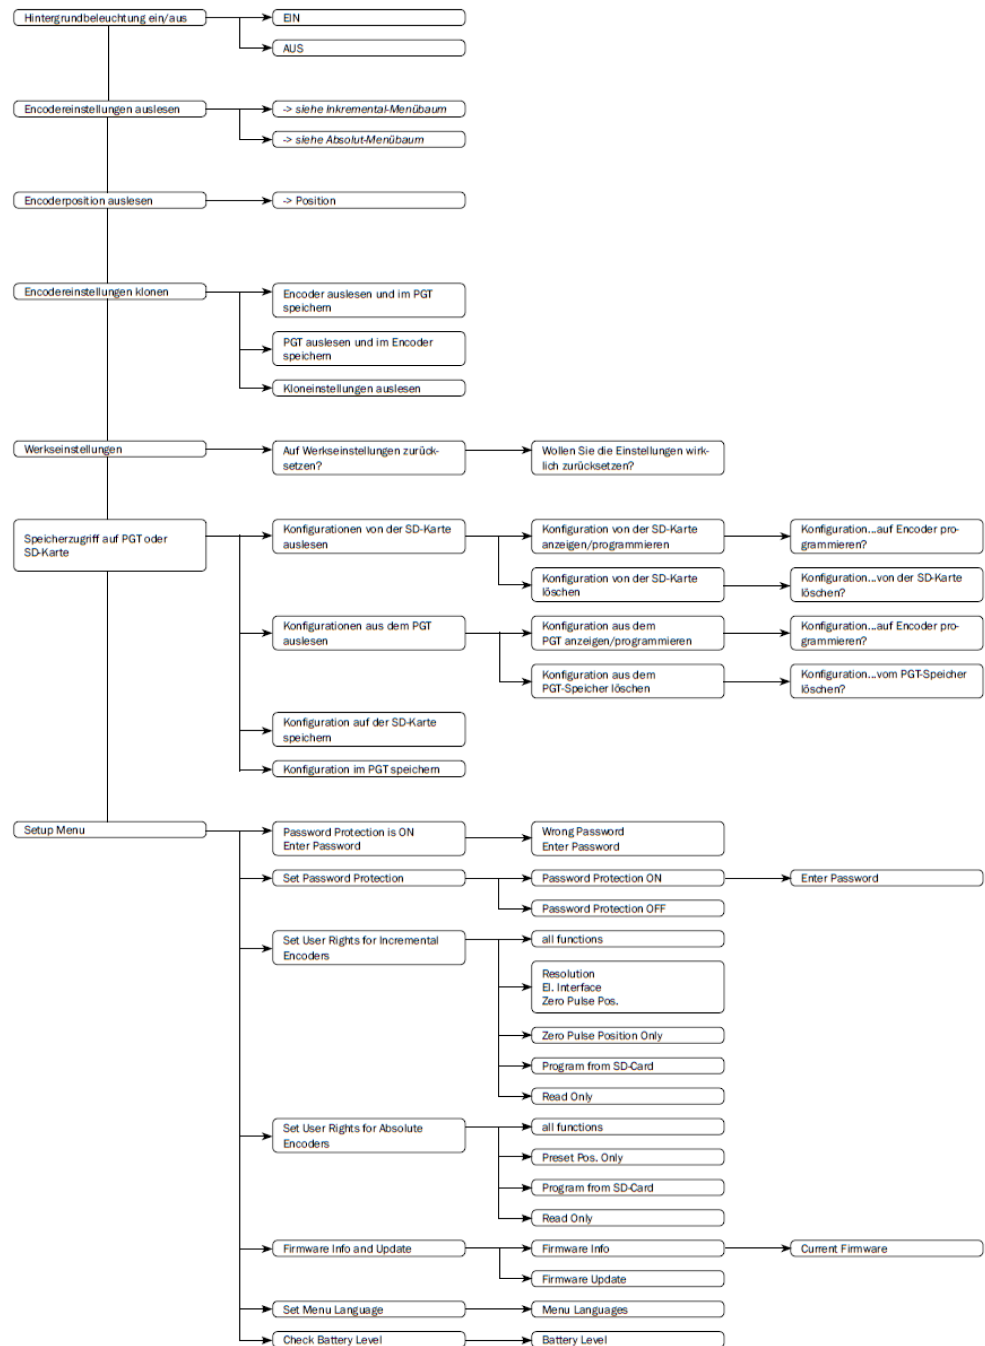 Hintergrundbeleuchtung ein/aus
EIN
AUS
Encodereinstellungen auslesen
-> siehe Inkremental-Menübaum
-> siehe Absolut-Menübaum
Encoderposition auslesen
-> Position
Encodereinstellungen klonen
Encoder auslesen und im PGT
speichern
PGT auslesen und im Encoder
speichern
Kloneinstellungen auslesen
Werkseinstellungen
Auf Werkseinstellungen zurück-
setzen?
Wollen Sie die Einstellungen wirk-
lich zurücksetzen?
Speicherzugriff auf PGT oder
SD-Karte
Konfigurationen von der SD-Karte
auslesen
Konfiguration von der SD-Karte
anzeigen/programmieren
Konfiguration...auf Encoder pro-
grammieren?
Konfiguration von der SD-Karte
löschen
Konfiguration...von der SD-Karte
löschen?
Konfigurationen aus dem PGT
auslesen
Konfiguration aus dem
PGT anzeigen/programmieren
Konfiguration...auf Encoder pro-
grammieren?
Konfiguration aus dem
PGT-Speicher löschen
Konfiguration...vom PGT-Speicher
löschen?
Konfiguration auf der SD-Karte
speichern
Konfiguration im PGT speichern
Setup Menu
Password Protection is ON
Enter Password
Wrong Password
Enter Password
Set Password Protection
Password Protection ON
Enter Password
Password Protection OFF
Set User Rights for Incremental
Encoders
all functions
Resolution
El. Interface
Zero Pulse Pos.
Zero Pulse Position Only
Program from SD-Card
Read Only
Set User Rights for Absolute
Encoders
all functions
Preset Pos. Only
Program from SD-Card
Read Only
Firmware Info and Update
Firmware Info
Current Firmware
Firmware Update
Set Menu Language
Menu Languages
Check Battery Level
Battery Level